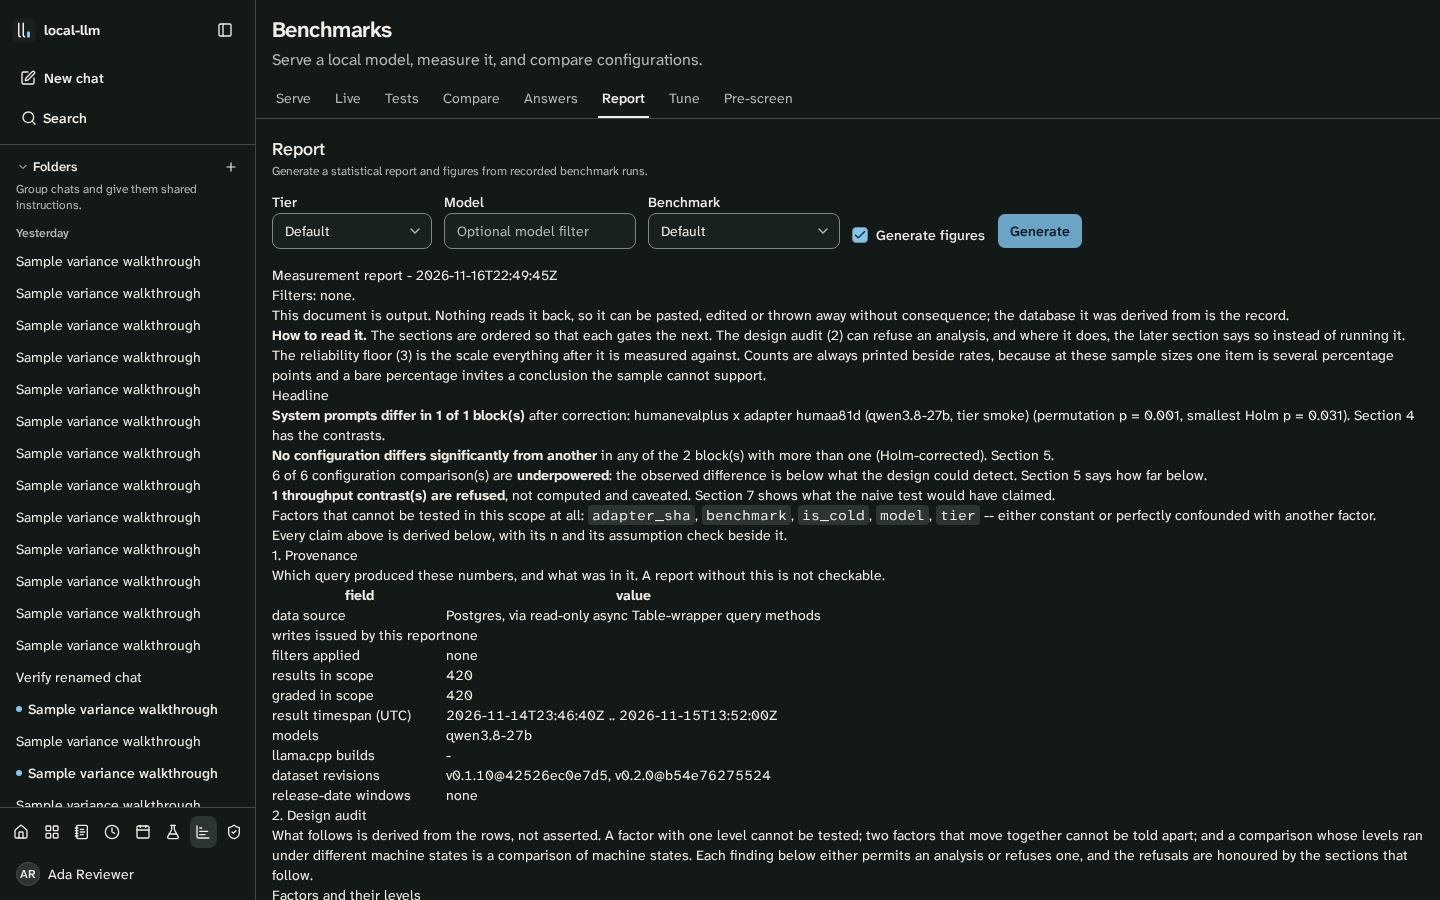 local-llm
New chat
Search
Folders
Group chats and give them shared
instructions.
Yesterday
Sample variance walkthrough
Sample variance walkthrough
Sample variance walkthrough
Sample variance walkthrough
Sample variance walkthrough
Sample variance walkthrough
Sample variance walkthrough
Sample variance walkthrough
Sample variance walkthrough
Sample variance walkthrough
Sample variance walkthrough
Sample variance walkthrough
Sample variance walkthrough
Verify renamed chat
Sample variance walkthrough
Sample variance walkthrough
Sample variance walkthrough
Sample variance walkthrough
AR Ada Reviewer
Benchmarks
Serve a local model, measure it, and compare configurations.
Serve Live Tests Compare Answers Report Tune Pre-screen
Report
Generate a statistical report and figures from recorded benchmark runs.
Tier Model Benchmark
Default Optional model filter Default Generate figures Generate
Measurement report - 2026-11-16T22:49:45Z
Filters: none.
This document is output. Nothing reads it back, so it can be pasted, edited or thrown away without consequence; the database it was derived from is the record.
How to read it. The sections are ordered so that each gates the next. The design audit (2) can refuse an analysis, and where it does, the later section says so instead of running it.
The reliability floor (3) is the scale everything after it is measured against. Counts are always printed beside rates, because at these sample sizes one item is several percentage
points and a bare percentage invites a conclusion the sample cannot support.
Headline
System prompts differ in 1 of 1 block(s) after correction: humanevalplus x adapter humaa81d (qwen3.8-27b, tier smoke) (permutation p = 0.001, smallest Holm p = 0.031). Section 4
has the contrasts.
No configuration differs significantly from another in any of the 2 block(s) with more than one (Holm-corrected). Section 5.
6 of 6 configuration comparison(s) are underpowered: the observed difference is below what the design could detect. Section 5 says how far below.
1 throughput contrast(s) are refused, not computed and caveated. Section 7 shows what the naive test would have claimed.
Factors that cannot be tested in this scope at all: adapter_sha, benchmark, is_cold, model, tier -- either constant or perfectly confounded with another factor.
Every claim above is derived below, with its n and its assumption check beside it.
1. Provenance
Which query produced these numbers, and what was in it. A report without this is not checkable.
field value
data source Postgres, via read-only async Table-wrapper query methods
writes issued by this report none
filters applied none
results in scope 420
graded in scope 420
result timespan (UTC) 2026-11-14T23:46:40Z .. 2026-11-15T13:52:00Z
models qwen3.8-27b
llama.cpp builds -
dataset revisions v0.1.10@42526ec0e7d5, v0.2.0@b54e76275524
release-date windows none
2. Design audit
What follows is derived from the rows, not asserted. A factor with one level cannot be tested; two factors that move together cannot be told apart; and a comparison whose levels ran
under different machine states is a comparison of machine states. Each finding below either permits an analysis or refuses one, and the refusals are honoured by the sections that
follow.
Factors and their levels